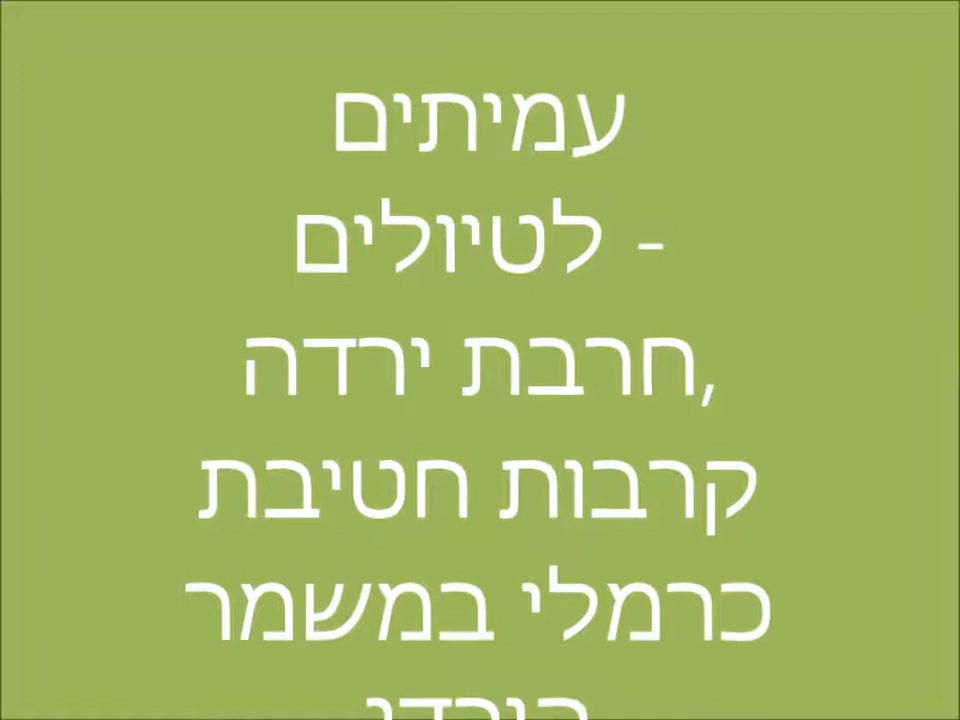 עמיתים
- לטיולים
,חרבת ירדה
קרבות חטיבת
כרמלי במשמר